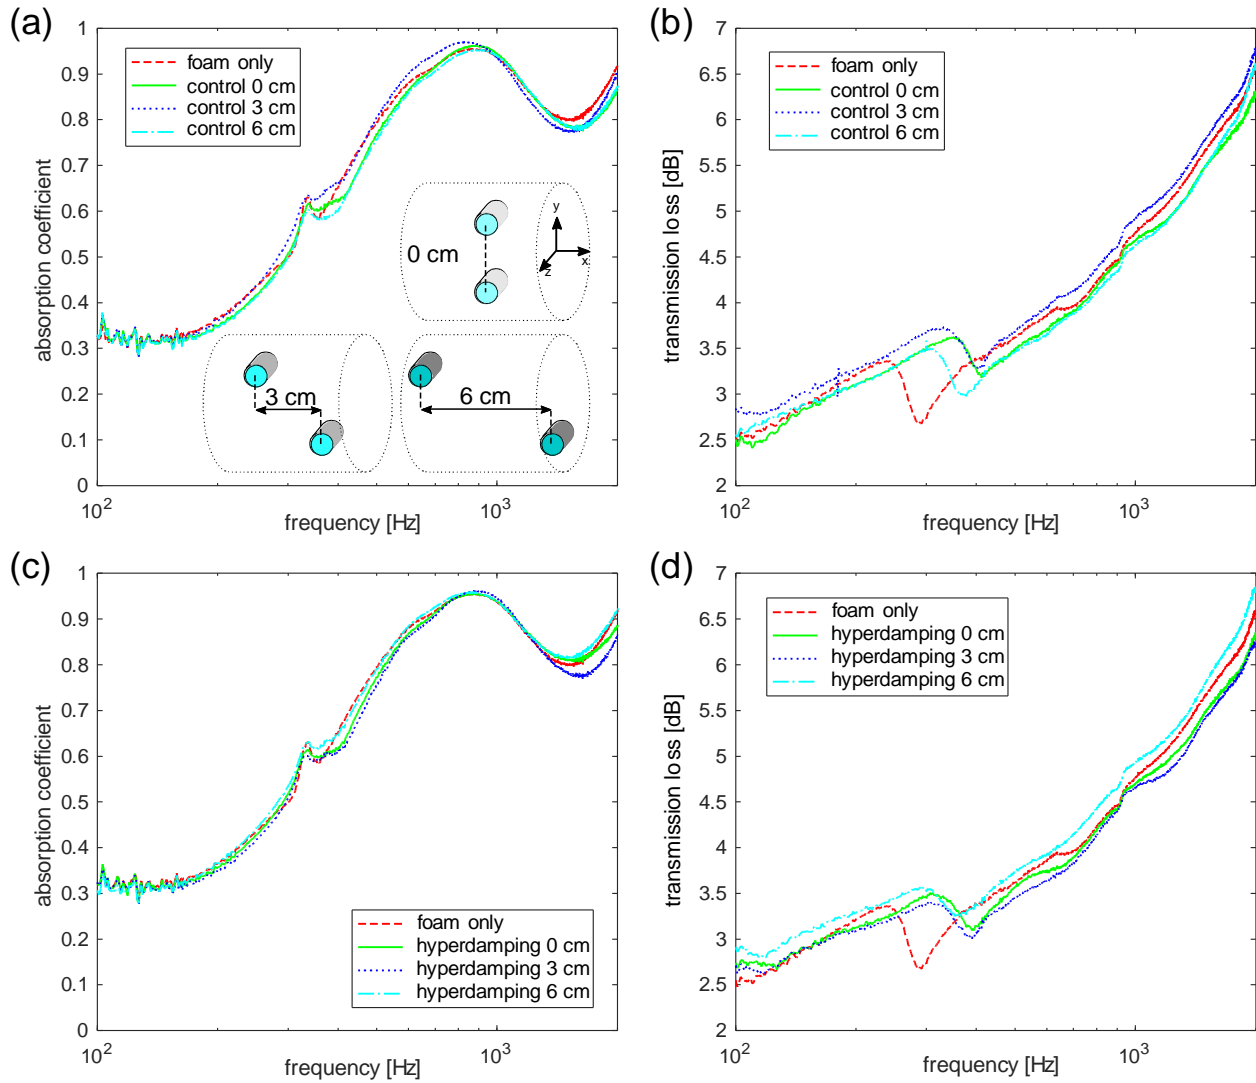 (a)
1
0.9
0.8
0.7
0.6
0.5
0.4
0.3
0.2
0.1
0
absorption coefficient
foam only
control 0 cm
control 3 cm
control 6 cm
0 cm
y
x
z
3 cm
6 cm
10^2
10^3
frequency [Hz]
(b)
7
6.5
6
5.5
5
4.5
4
3.5
3
2.5
2
transmission loss [dB]
foam only
control 0 cm
control 3 cm
control 6 cm
10^2
10^3
frequency [Hz]
(c)
1
0.9
0.8
0.7
0.6
0.5
0.4
0.3
0.2
0.1
0
absorption coefficient
foam only
hyperdamping 0 cm
hyperdamping 3 cm
hyperdamping 6 cm
10^2
10^3
frequency [Hz]
(d)
7
6.5
6
5.5
5
4.5
4
3.5
3
2.5
2
transmission loss [dB]
foam only
hyperdamping 0 cm
hyperdamping 3 cm
hyperdamping 6 cm
10^2
10^3
frequency [Hz]